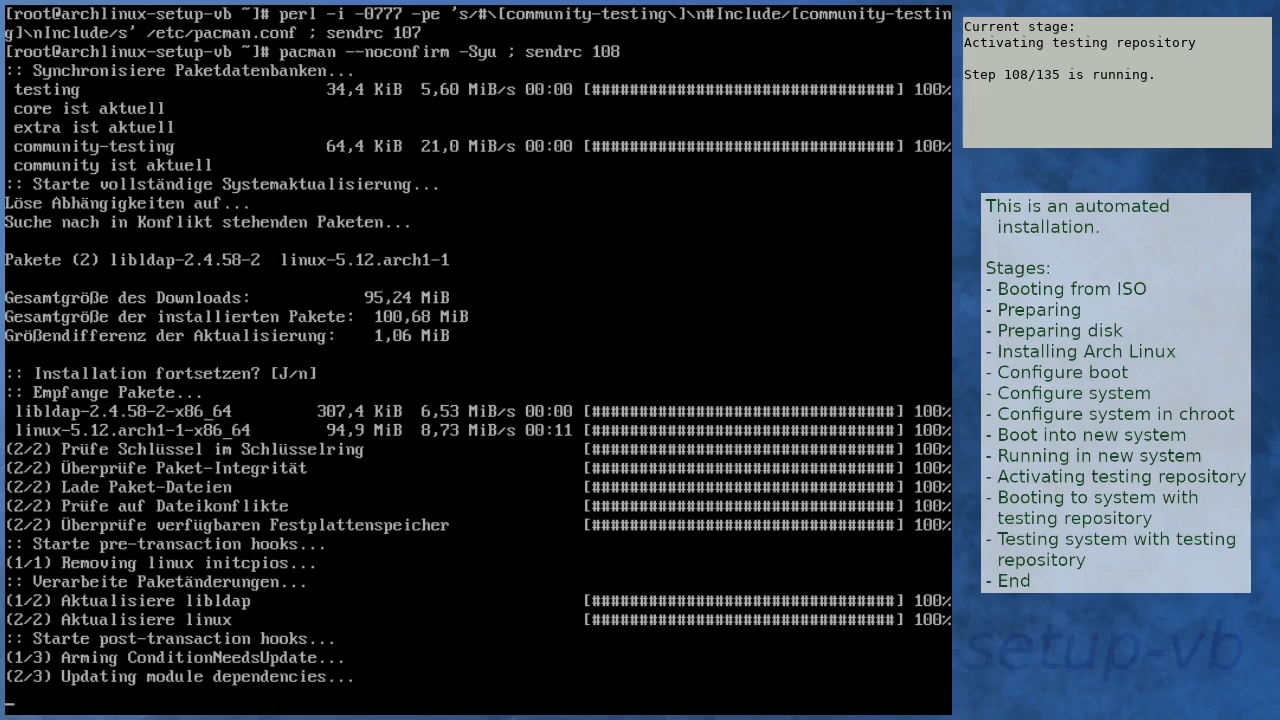 [root@archlinux-setup-vb ~]# perl -i -0777 -pe 's/#\[community-testing\]\n#Include/[community-testin
g]\nInclude/s' /etc/pacman.conf ; sendrc 107
[root@archlinux-setup-vb ~]# pacman --noconfirm -Syu ; sendrc 108
:: Synchronisiere Paketdatenbanken...
testing 34,4 KiB 5,60 MiB/s 00:00 [################################] 100%
core ist aktuell
extra ist aktuell
community-testing 64,4 KiB 21,0 MiB/s 00:00 [################################] 100%
community ist aktuell
:: Starte vollständige Systemaktualisierung...
Löse Abhängigkeiten auf...
Suche nach in Konflikt stehenden Paketen...
Pakete (2) libldap-2.4.58-2  linux-5.12.arch1-1
Gesamtgröße des Downloads: 95,24 MiB
Gesamtgröße der installierten Pakete: 100,68 MiB
Größendifferenz der Aktualisierung: 1,06 MiB
:: Installation fortsetzen? [J/n]
:: Empfange Pakete...
libldap-2.4.58-2-x86_64 307,4 KiB 6,53 MiB/s 00:00 [################################] 100%
linux-5.12.arch1-1-x86_64 94,9 MiB 8,73 MiB/s 00:11 [################################] 100%
(2/2) Prüfe Schlüssel im Schlüsselring [################################] 100%
(2/2) Überprüfe Paket-Integrität [################################] 100%
(2/2) Lade Paket-Dateien [################################] 100%
(2/2) Prüfe auf Dateikonflikte [################################] 100%
(2/2) Überprüfe verfügbaren Festplattenspeicher [################################] 100%
:: Starte pre-transaction hooks...
(1/1) Removing linux initcpios...
:: Verarbeite Paketänderungen...
(1/2) Aktualisiere libldap [################################] 100%
(2/2) Aktualisiere linux [################################] 100%
:: Starte post-transaction hooks...
(1/3) Arming ConditionNeedsUpdate...
(2/3) Updating module dependencies...
_
Current stage:
Activating testing repository
Step 108/135 is running.
This is an automated
installation.
Stages:
- Booting from ISO
- Preparing
- Preparing disk
- Installing Arch Linux
- Configure boot
- Configure system
- Configure system in chroot
- Boot into new system
- Running in new system
- Activating testing repository
- Booting to system with
testing repository
- Testing system with testing
repository
- End
-setup-vb